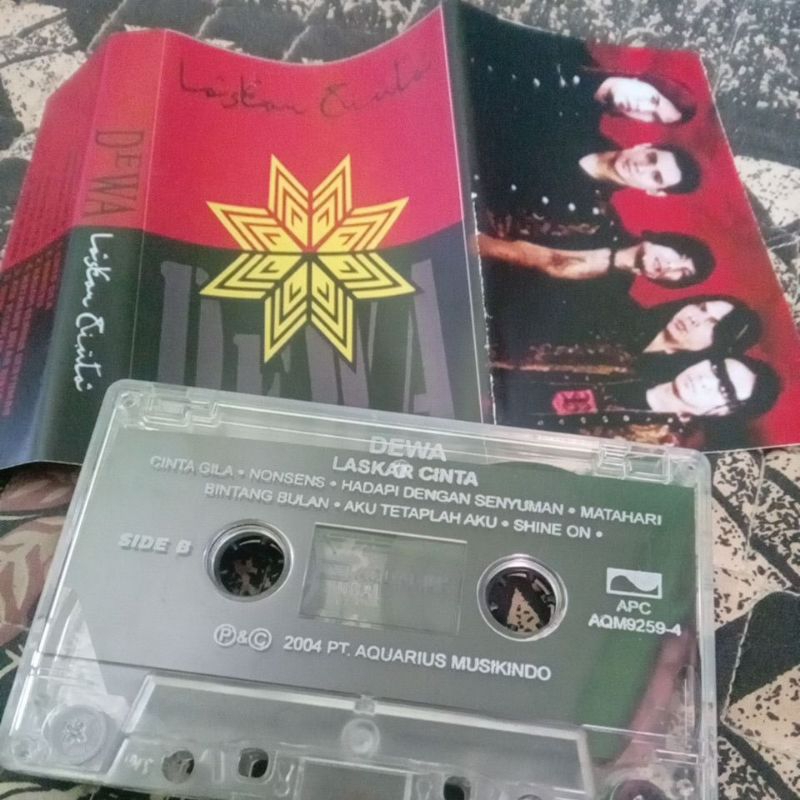 Laskar Cinta
DEWA
Laskar Cinta
DEWA
DEWA
LASKAR CINTA
CINTA GILA • NONSENS • HADAPI DENGAN SENYUMAN • MATAHARI
BINTANG BULAN • AKU TETAPLAH AKU • SHINE ON •
SIDE B
APC
AQM9259-4
Ⓟ&Ⓒ 2004 PT. AQUARIUS MUSIKINDO